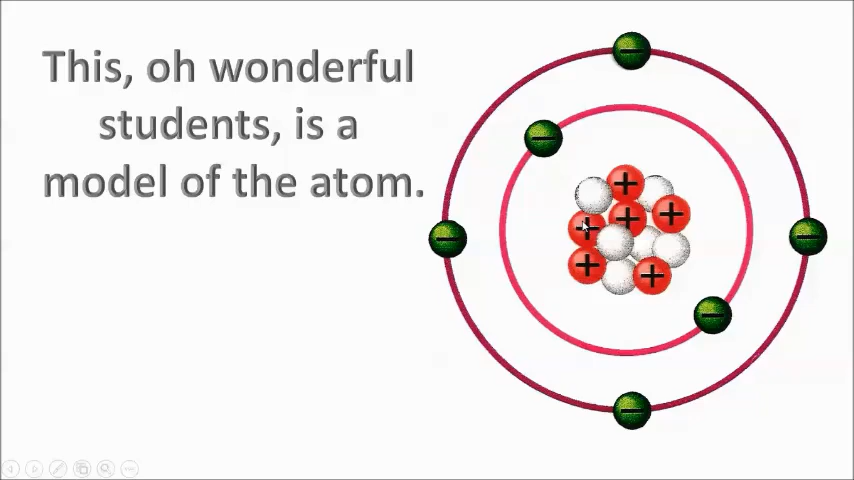 This, oh wonderful
students, is a
model of the atom.